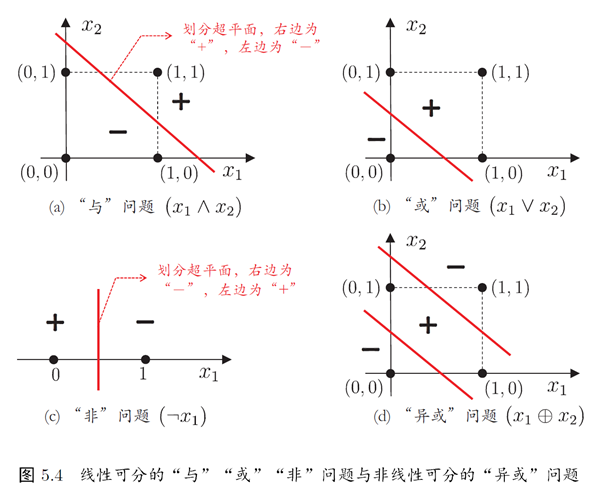 x₂
划分超平面，右边为
“+”，左边为“−”
(0, 1)
(1, 1)
+
−
(0, 0)
(1, 0)
x₁
(a) “与” 问题 (x₁ ∧ x₂)
x₂
(0, 1)
(1, 1)
+
−
(0, 0)
(1, 0)
x₁
(b) “或” 问题 (x₁ ∨ x₂)
划分超平面，右边为
“−”，左边为“+”
+
−
0
1
x₁
(c) “非” 问题 (¬x₁)
x₂
−
(0, 1)
(1, 1)
+
−
(0, 0)
(1, 0)
x₁
(d) “异或” 问题 (x₁ ⊕ x₂)
图 5.4 线性可分的“与”“或”“非”问题与非线性可分的“异或”问题